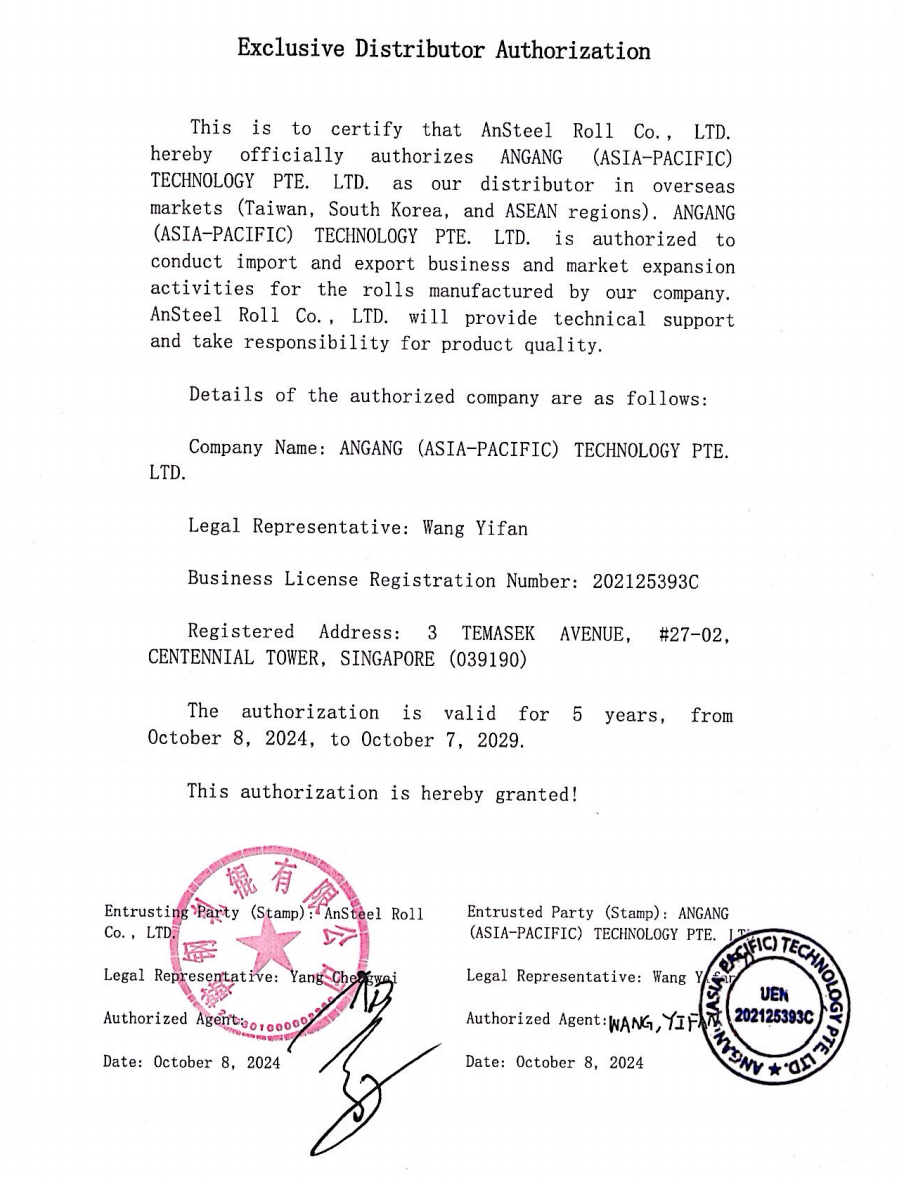 Exclusive Distributor Authorization
This is to certify that AnSteel Roll Co., LTD.
hereby officially authorizes ANGANG (ASIA-PACIFIC)
TECHNOLOGY PTE. LTD. as our distributor in overseas
markets (Taiwan, South Korea, and ASEAN regions). ANGANG
(ASIA-PACIFIC) TECHNOLOGY PTE. LTD. is authorized to
conduct import and export business and market expansion
activities for the rolls manufactured by our company.
AnSteel Roll Co., LTD. will provide technical support
and take responsibility for product quality.
Details of the authorized company are as follows:
Company Name: ANGANG (ASIA-PACIFIC) TECHNOLOGY PTE.
LTD.
Legal Representative: Wang Yifan
Business License Registration Number: 202125393C
Registered Address: 3 TEMASEK AVENUE, #27-02,
CENTENNIAL TOWER, SINGAPORE (039190)
The authorization is valid for 5 years, from
October 8, 2024, to October 7, 2029.
This authorization is hereby granted!
Entrusting Party (Stamp): AnSteel Roll
Co., LTD.
Legal Representative: Yang Chengwei
Authorized Agent:
Date: October 8, 2024
鞍钢轧辊有限公司
Entrusted Party (Stamp): ANGANG
(ASIA-PACIFIC) TECHNOLOGY PTE. LTD.
Legal Representative: Wang Yifan
Authorized Agent: WANG, YIFAN
Date: October 8, 2024
ANGANG (ASIA PACIFIC) TECHNOLOGY PTE. LTD.
UEN
202125393C